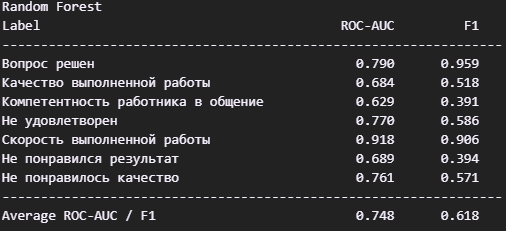 Random Forest
Label ROC-AUC F1
----------------------------------------------------------------
Вопрос решен 0.790 0.959
Качество выполненной работы 0.684 0.518
Компетентность работника в общение 0.629 0.391
Не удовлетворен 0.770 0.586
Скорость выполненной работы 0.918 0.906
Не понравился результат 0.689 0.394
Не понравилось качество 0.761 0.571
----------------------------------------------------------------
Average ROC-AUC / F1 0.748 0.618